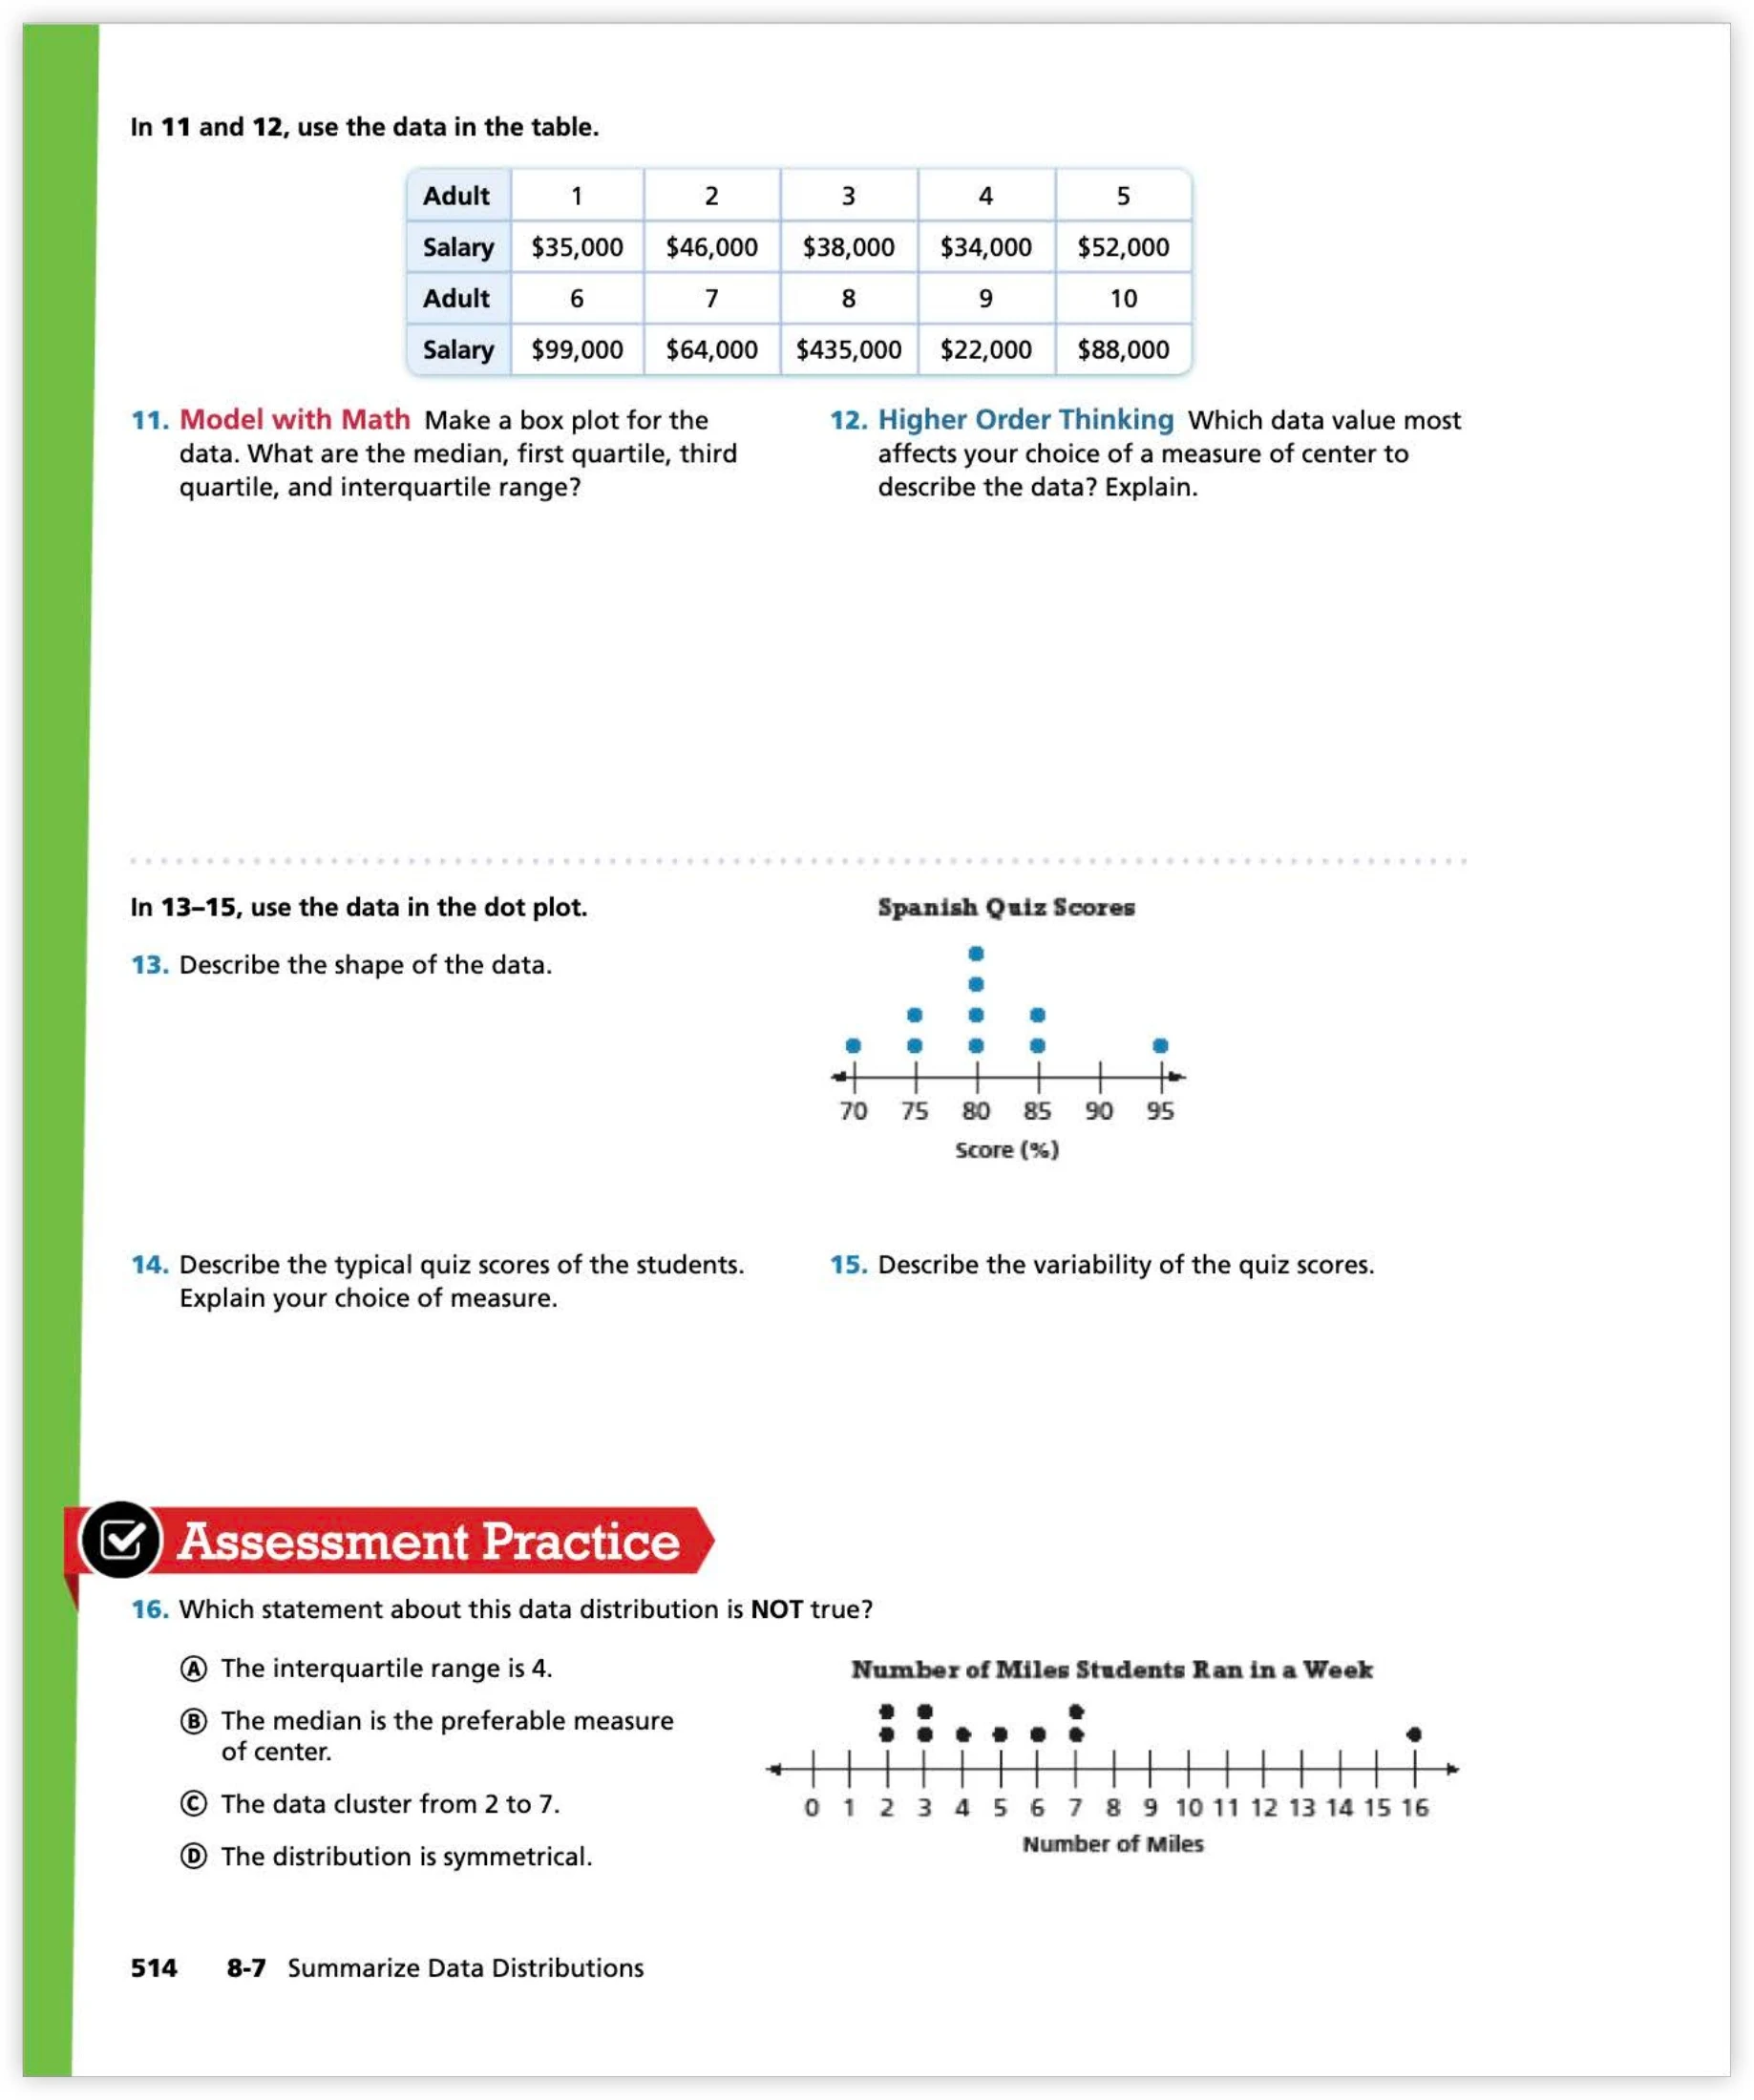 In 11 and 12, use the data in the table.
Adult 1 2 3 4 5
Salary $35,000 $46,000 $38,000 $34,000 $52,000
Adult 6 7 8 9 10
Salary $99,000 $64,000 $435,000 $22,000 $88,000
11. Model with Math Make a box plot for the
data. What are the median, first quartile, third
quartile, and interquartile range?
12. Higher Order Thinking Which data value most
affects your choice of a measure of center to
describe the data? Explain.
In 13–15, use the data in the dot plot.
13. Describe the shape of the data.
Spanish Quiz Scores
70 75 80 85 90 95
Score (%)
14. Describe the typical quiz scores of the students.
Explain your choice of measure.
15. Describe the variability of the quiz scores.
Assessment Practice
16. Which statement about this data distribution is NOT true?
Ⓐ The interquartile range is 4.
Ⓑ The median is the preferable measure
of center.
Ⓒ The data cluster from 2 to 7.
Ⓓ The distribution is symmetrical.
Number of Miles Students Ran in a Week
0 1 2 3 4 5 6 7 8 9 10 11 12 13 14 15 16
Number of Miles
514 8-7 Summarize Data Distributions